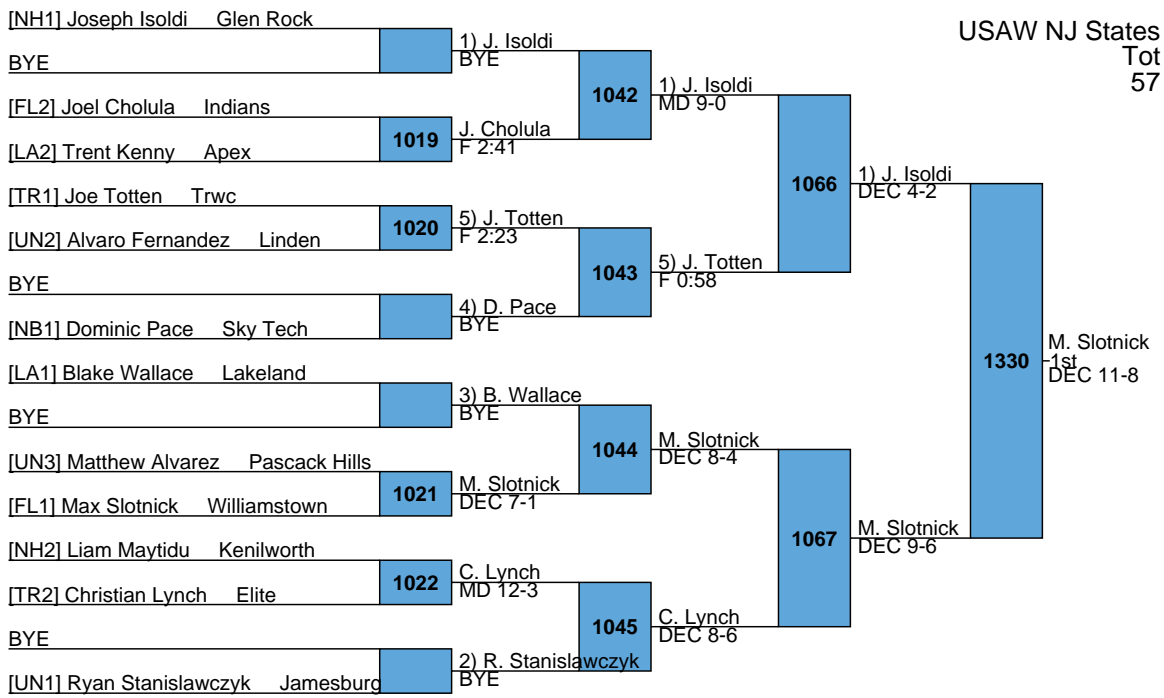 USAW NJ States
Tot
57
[NH1] Joseph Isoldi Glen Rock
BYE
[FL2] Joel Cholula Indians
[LA2] Trent Kenny Apex
[TR1] Joe Totten Trwc
[UN2] Alvaro Fernandez Linden
BYE
[NB1] Dominic Pace Sky Tech
[LA1] Blake Wallace Lakeland
BYE
[UN3] Matthew Alvarez Pascack Hills
[FL1] Max Slotnick Williamstown
[NH2] Liam Maytidu Kenilworth
[TR2] Christian Lynch Elite
BYE
[UN1] Ryan Stanislawczyk Jamesburg
1019
1020
1021
1022
1) J. Isoldi
BYE
J. Cholula
F 2:41
5) J. Totten
F 2:23
4) D. Pace
BYE
3) B. Wallace
BYE
M. Slotnick
DEC 7-1
C. Lynch
MD 12-3
2) R. Stanislawczyk
BYE
1042
1043
1044
1045
1) J. Isoldi
MD 9-0
5) J. Totten
F 0:58
M. Slotnick
DEC 8-4
C. Lynch
DEC 8-6
1066
1067
1) J. Isoldi
DEC 4-2
M. Slotnick
DEC 9-6
1330
M. Slotnick
1st
DEC 11-8